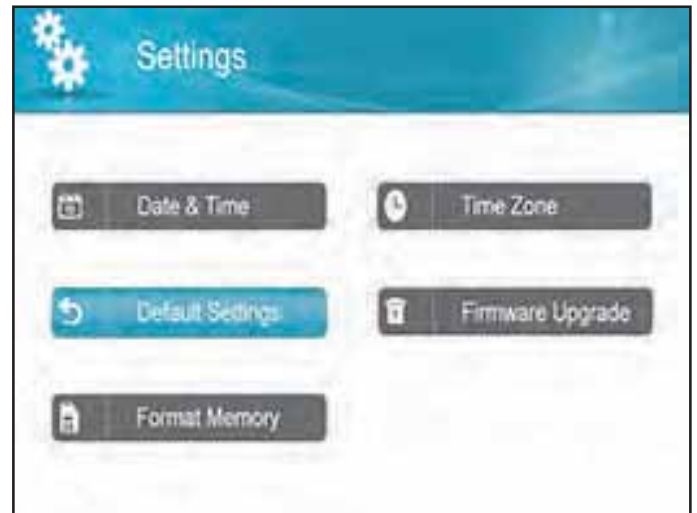 Settings
Date & Time
Time Zone
Default Settings
Firmware Upgrade
Format Memory